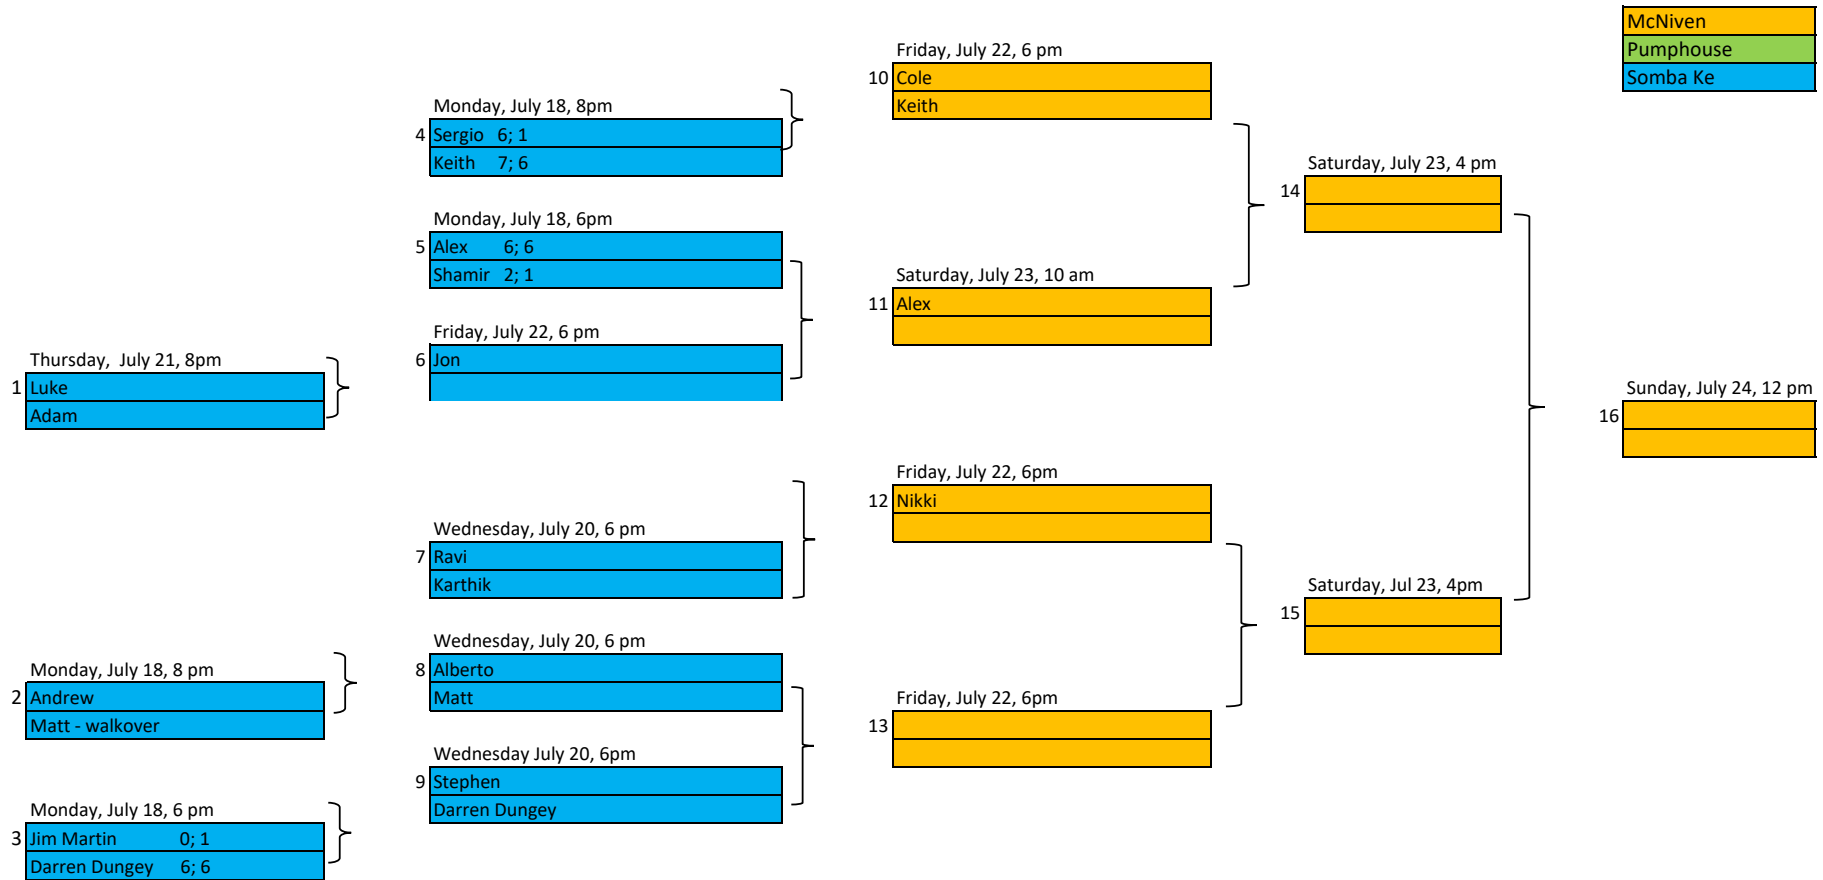 McNiven
Pumphouse
Somba Ke
Thursday, July 21, 8pm
1 Luke
Adam
Monday, July 18, 8 pm
2 Andrew
Matt - walkover
Monday, July 18, 6 pm
3 Jim Martin 0; 1
Darren Dungey 6; 6
Monday, July 18, 8pm
4 Sergio 6; 1
Keith 7; 6
Monday, July 18, 6pm
5 Alex 6; 6
Shamir 2; 1
Friday, July 22, 6 pm
6 Jon
Wednesday, July 20, 6 pm
7 Ravi
Karthik
Wednesday, July 20, 6 pm
8 Alberto
Matt
Wednesday July 20, 6pm
9 Stephen
Darren Dungey
Friday, July 22, 6 pm
10 Cole
Keith
Saturday, July 23, 10 am
11 Alex
Friday, July 22, 6pm
12 Nikki
Friday, July 22, 6pm
13
Saturday, July 23, 4 pm
14
Saturday, Jul 23, 4pm
15
Sunday, July 24, 12 pm
16